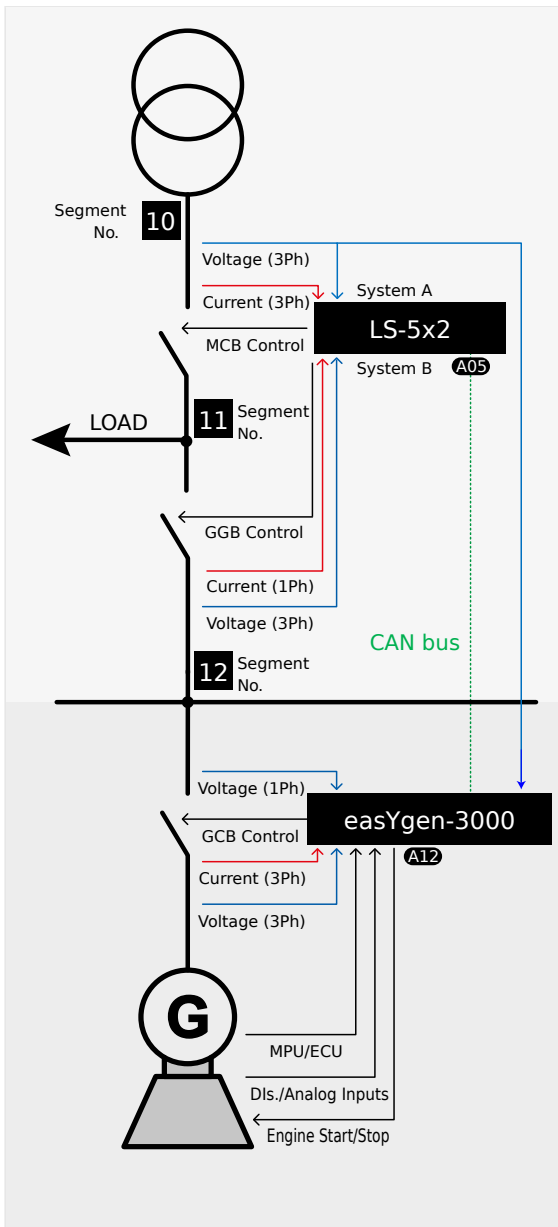 Segment
No.
10
Voltage (3Ph)
System A
Current (3Ph)
LS-5x2
MCB Control
System B
A05
LOAD
11
Segment
No.
GGB Control
Current (1Ph)
Voltage (3Ph)
CAN bus
12
Segment
No.
Voltage (1Ph)
easYgen-3000
GCB Control
A12
Current (3Ph)
Voltage (3Ph)
G
MPU/ECU
DIs./Analog Inputs
Engine Start/Stop